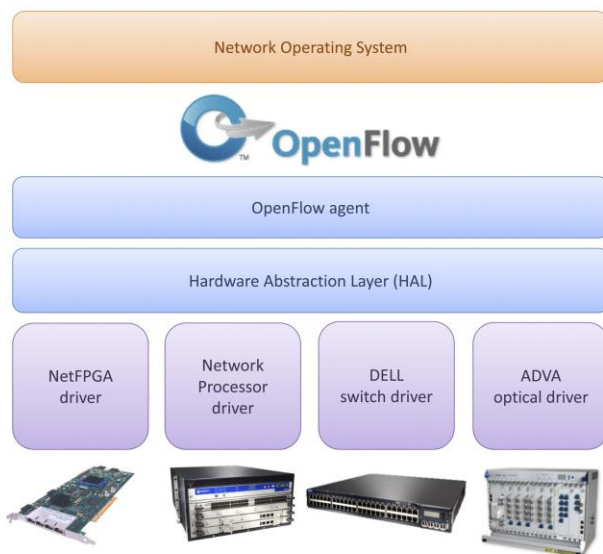 Network Operating System
TM
OpenFlow
OpenFlow agent
Hardware Abstraction Layer (HAL)
NetFPGA
driver
Network
Processor
driver
DELL
switch driver
ADVA
optical driver